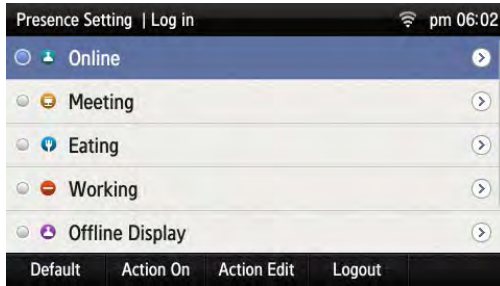 Presence Setting | Log in pm 06:02
Online
Meeting
Eating
Working
Offline Display
Default Action On Action Edit Logout